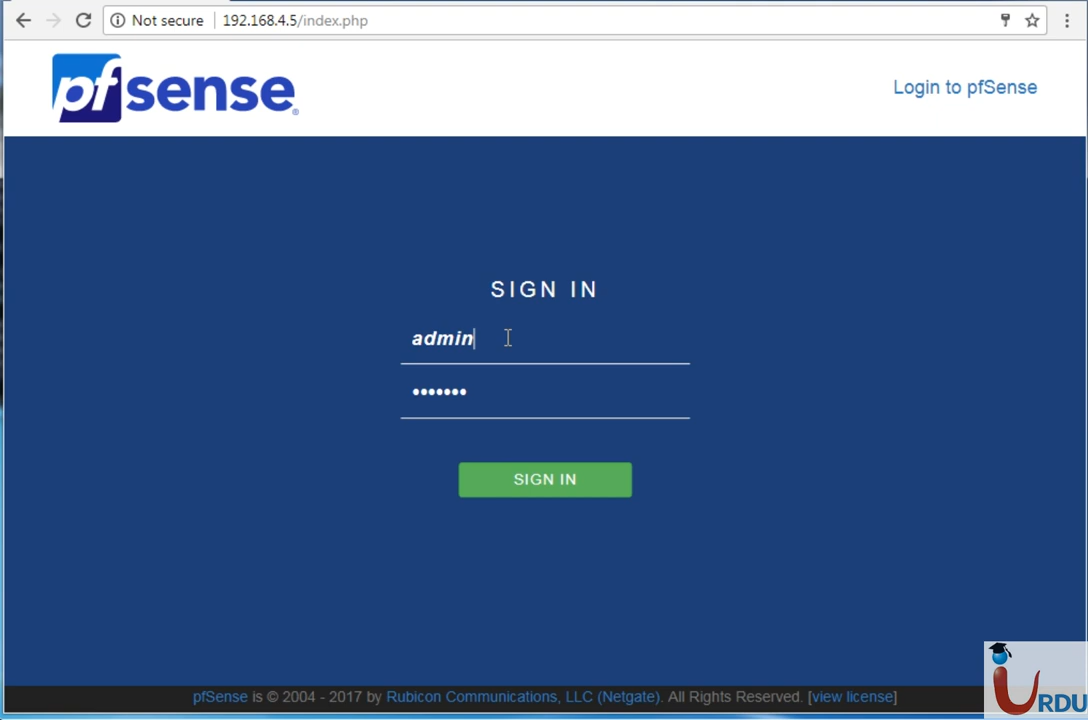 Not secure 192.168.4.5/index.php
pfsense®
Login to pfSense
SIGN IN
admin
•••••••
SIGN IN
pfSense is © 2004 - 2017 by Rubicon Communications, LLC (Netgate). All Rights Reserved. [view license]
iURDU